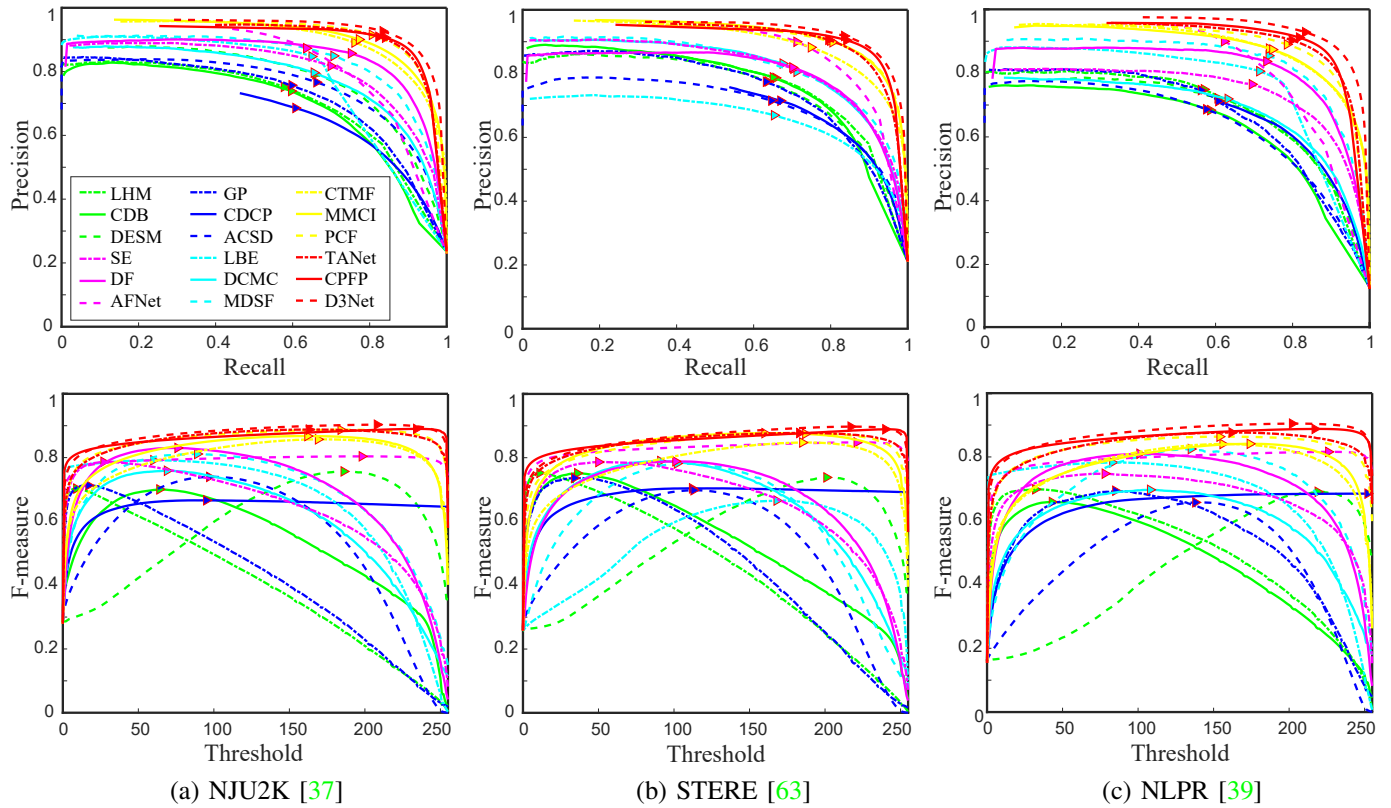 1
0.8
0.6
0.4
0.2
0
Precision
0 0.2 0.4 0.6 0.8 1
Recall
LHM GP CTMF
CDB CDCP MMCI
DESM ACSD PCF
SE LBE TANet
DF DCMC CPFP
AFNet MDSF D3Net
1
0.8
0.6
0.4
0.2
0
Precision
0 0.2 0.4 0.6 0.8 1
Recall
1
0.8
0.6
0.4
0.2
0
Precision
0 0.2 0.4 0.6 0.8 1
Recall
1
0.8
0.6
0.4
0.2
0
F-measure
0 50 100 150 200 250
Threshold
1
0.8
0.6
0.4
0.2
0
F-measure
0 50 100 150 200 250
Threshold
1
0.8
0.6
0.4
0.2
0
F-measure
0 50 100 150 200 250
Threshold
(a) NJU2K [37]
(b) STERE [63]
(c) NLPR [39]